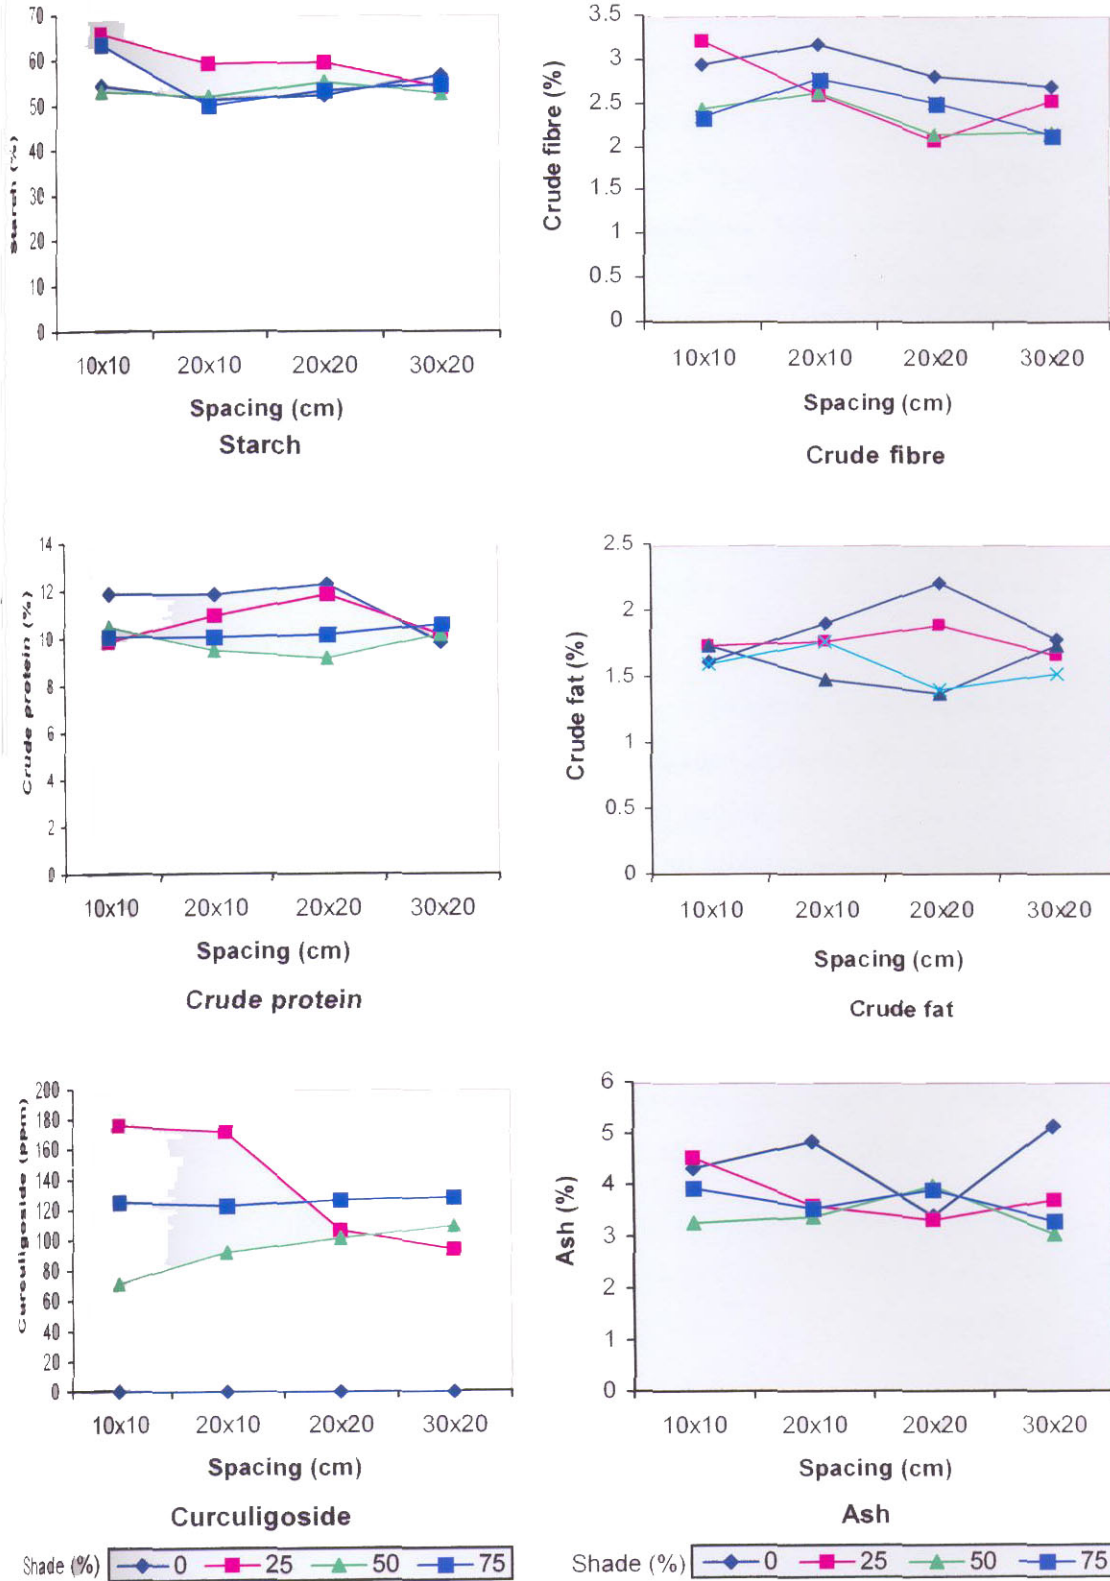 70
60
50
40
30
20
10
0
Starch (%)
10x10 20x10 20x20 30x20
Spacing (cm)
Starch
3.5
3
2.5
2
1.5
1
0.5
0
Crude fibre (%)
10x10 20x10 20x20 30x20
Spacing (cm)
Crude fibre
14
12
10
8
6
4
2
0
Crude protein (%)
10x10 20x10 20x20 30x20
Spacing (cm)
Crude protein
2.5
2
1.5
1
0.5
0
Crude fat (%)
10x10 20x10 20x20 30x20
Spacing (cm)
Crude fat
200
180
160
140
120
100
80
60
40
20
0
Curculigoside (ppm)
10x10 20x10 20x20 30x20
Spacing (cm)
Curculigoside
6
5
4
3
2
1
0
Ash (%)
10x10 20x10 20x20 30x20
Spacing (cm)
Ash
Shade (%) 0 25 50 75
Shade (%) 0 25 50 75